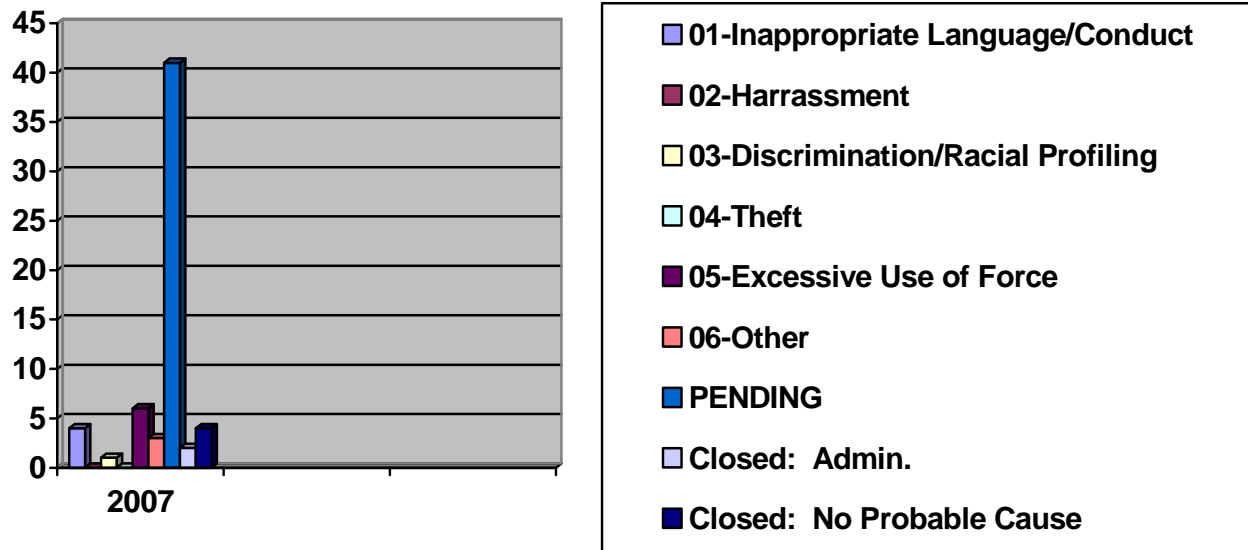 45
40
35
30
25
20
15
10
5
0
2007
01-Inappropriate Language/Conduct
02-Harrassment
03-Discrimination/Racial Profiling
04-Theft
05-Excessive Use of Force
06-Other
PENDING
Closed: Admin.
Closed: No Probable Cause